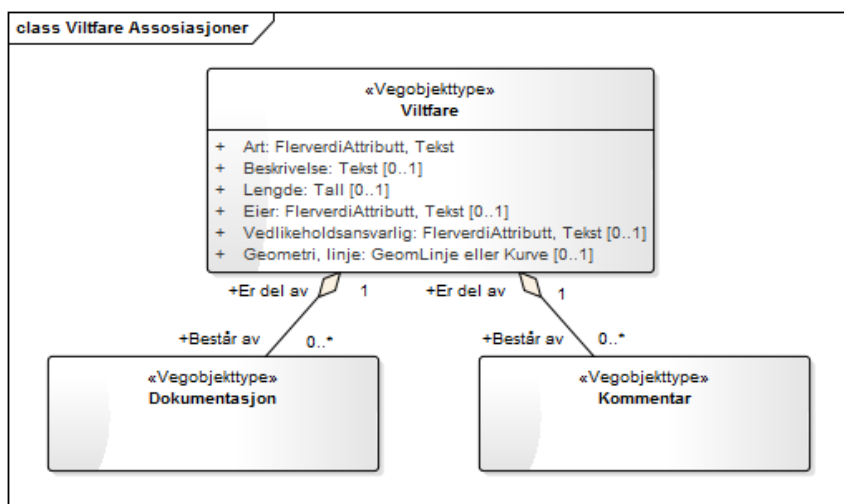 class Viltfare Assosiasjoner
«Vegobjekttype»
Viltfare
+ Art: FlerverdiAttributt, Tekst
+ Beskrivelse: Tekst [0..1]
+ Lengde: Tall [0..1]
+ Eier: FlerverdiAttributt, Tekst [0..1]
+ Vedlikeholdsansvarlig: FlerverdiAttributt, Tekst [0..1]
+ Geometri, linje: GeomLinje eller Kurve [0..1]
+Er del av 1 +Er del av 1
+Består av 0..* +Består av 0..*
«Vegobjekttype»
Dokumentasjon
«Vegobjekttype»
Kommentar